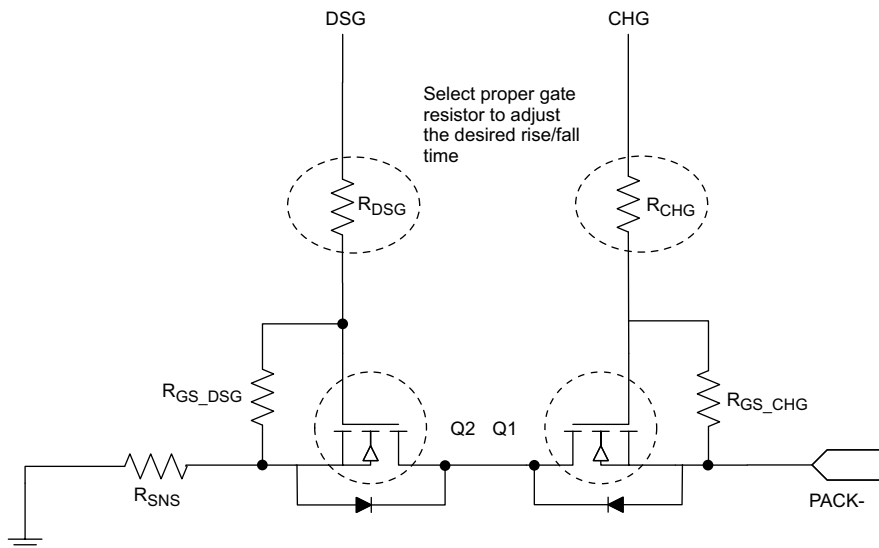 DSG
CHG
Select proper gate
resistor to adjust
the desired rise/fall
time
RDSG
RCHG
RGS_DSG
RGS_CHG
Q2 Q1
RSNS
PACK-